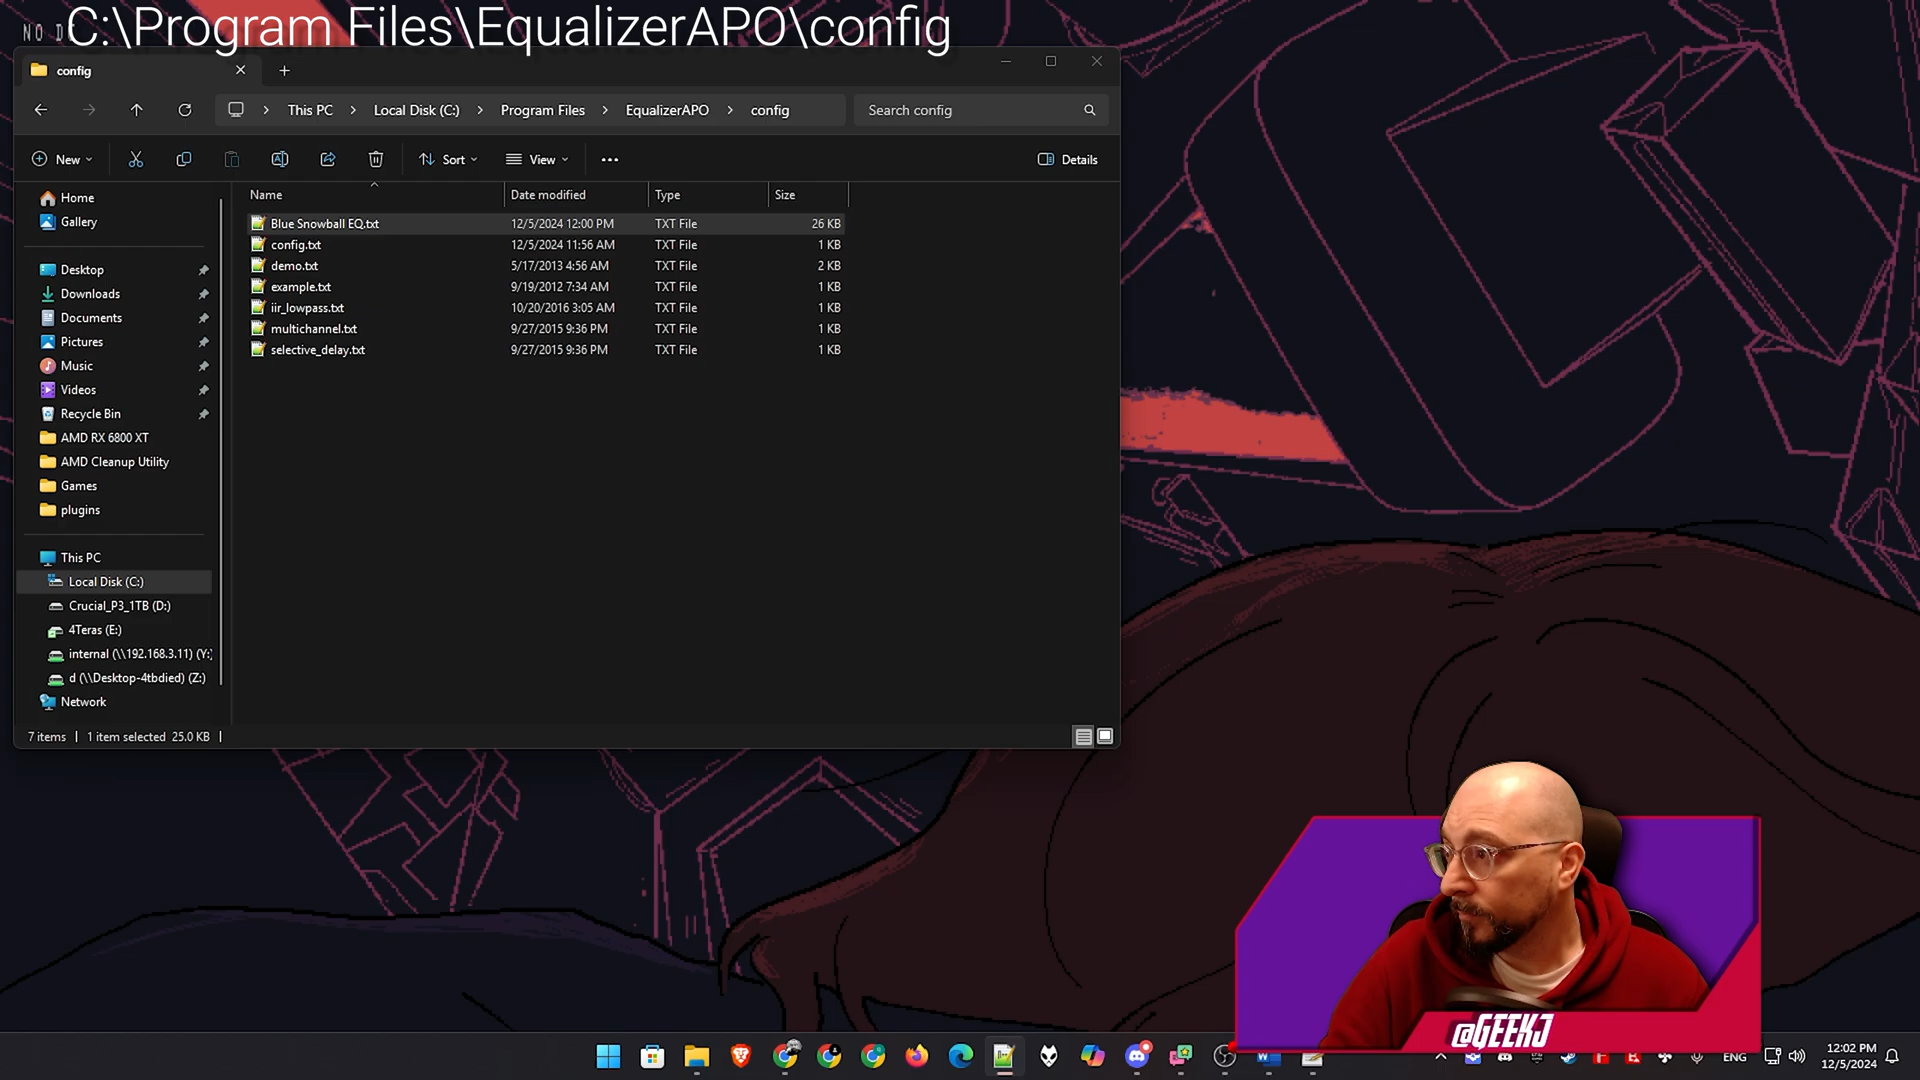 C:\Program Files\EqualizerAPO\config
NO D
config
This PC
Local Disk (C:)
Program Files
EqualizerAPO
config
Search config
New
Sort
View
Details
Name
Date modified
Type
Size
Home
Gallery
Desktop
Downloads
Documents
Pictures
Music
Videos
Recycle Bin
AMD RX 6800 XT
AMD Cleanup Utility
Games
plugins
This PC
Local Disk (C:)
Crucial_P3_1TB (D:)
4Teras (E:)
internal (\\192.168.3.11) (Y:)
d (\\Desktop-4tbdied) (Z:)
Network
Blue Snowball EQ.txt 12/5/2024 12:00 PM TXT File 26 KB
config.txt 12/5/2024 11:56 AM TXT File 1 KB
demo.txt 5/17/2013 4:56 AM TXT File 2 KB
example.txt 9/19/2012 7:34 AM TXT File 1 KB
iir_lowpass.txt 10/20/2016 3:05 AM TXT File 1 KB
multichannel.txt 9/27/2015 9:36 PM TXT File 1 KB
selective_delay.txt 9/27/2015 9:36 PM TXT File 1 KB
7 items
1 item selected 25.0 KB
@GEEKJ
ENG
12:02 PM
12/5/2024